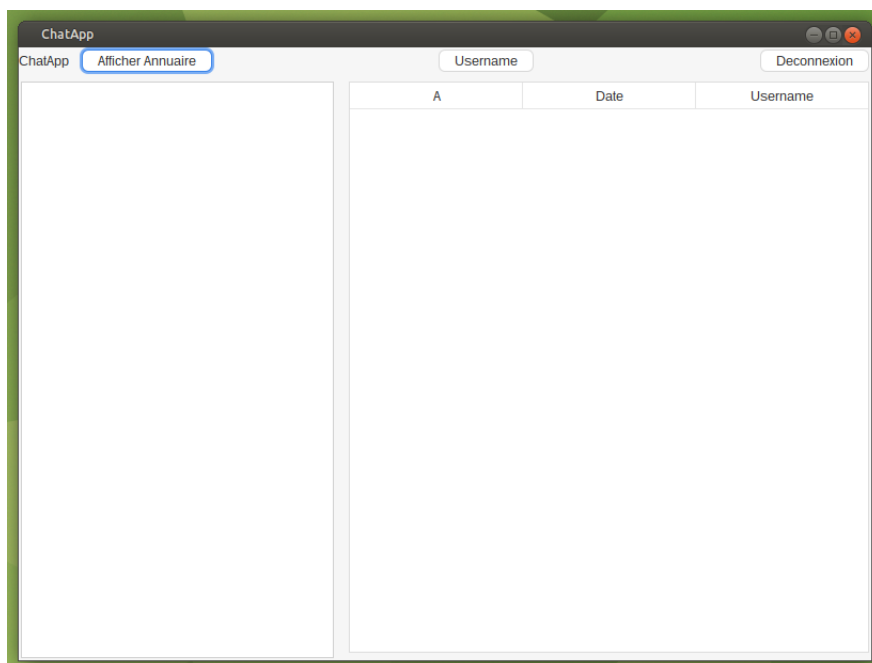 ChatApp
ChatApp Afficher Annuaire Username Deconnexion
A Date Username